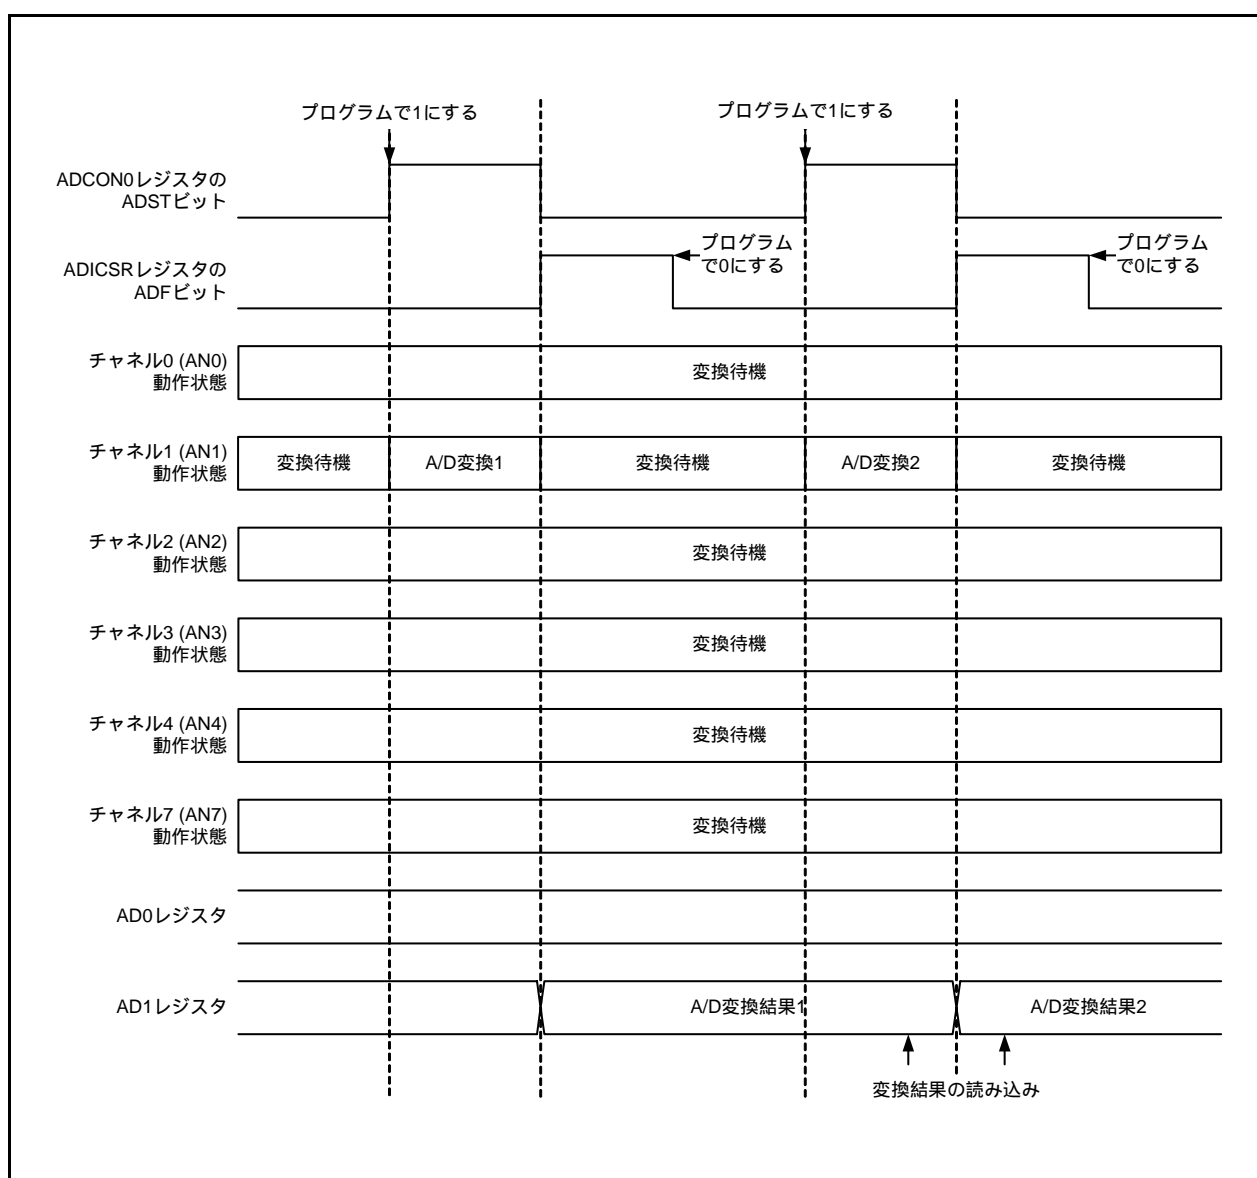 プログラムで1にする
プログラムで1にする
ADCON0レジスタの
ADSTビット
プログラム
で0にする
プログラム
で0にする
ADICSRレジスタの
ADFビット
チャネル0 (AN0)
動作状態
変換待機
チャネル1 (AN1)
動作状態
変換待機
A/D変換1
変換待機
A/D変換2
変換待機
チャネル2 (AN2)
動作状態
変換待機
チャネル3 (AN3)
動作状態
変換待機
チャネル4 (AN4)
動作状態
変換待機
チャネル7 (AN7)
動作状態
変換待機
AD0レジスタ
AD1レジスタ
A/D変換結果1
A/D変換結果2
変換結果の読み込み